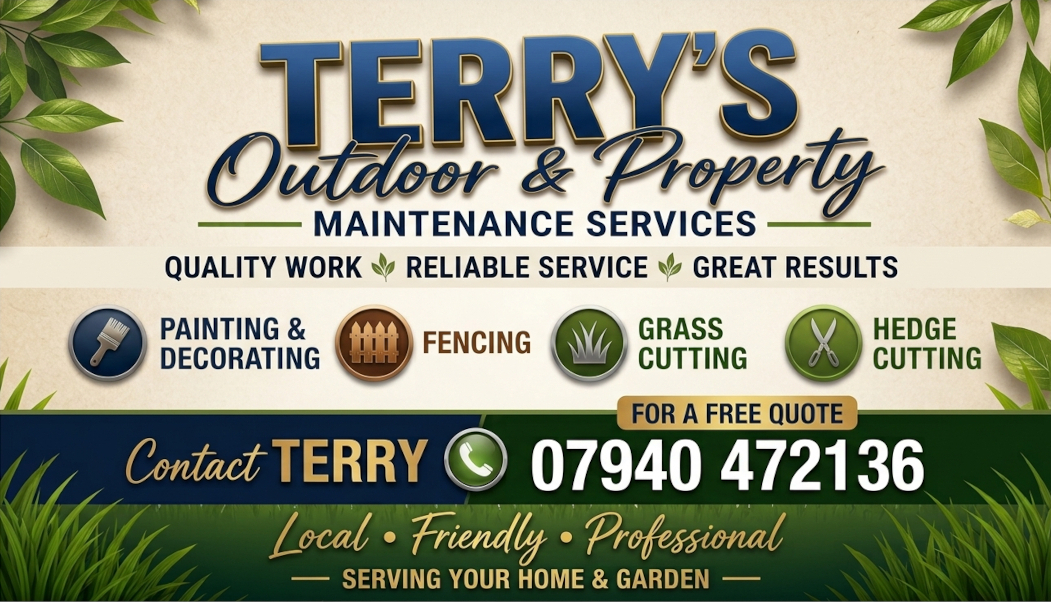 TERRY'S
Outdoor & Property
MAINTENANCE SERVICES
QUALITY WORK RELIABLE SERVICE GREAT RESULTS
PAINTING &
DECORATING
FENCING
GRASS
CUTTING
HEDGE
CUTTING
FOR A FREE QUOTE
Contact TERRY 07940 472136
Local • Friendly • Professional
SERVING YOUR HOME & GARDEN